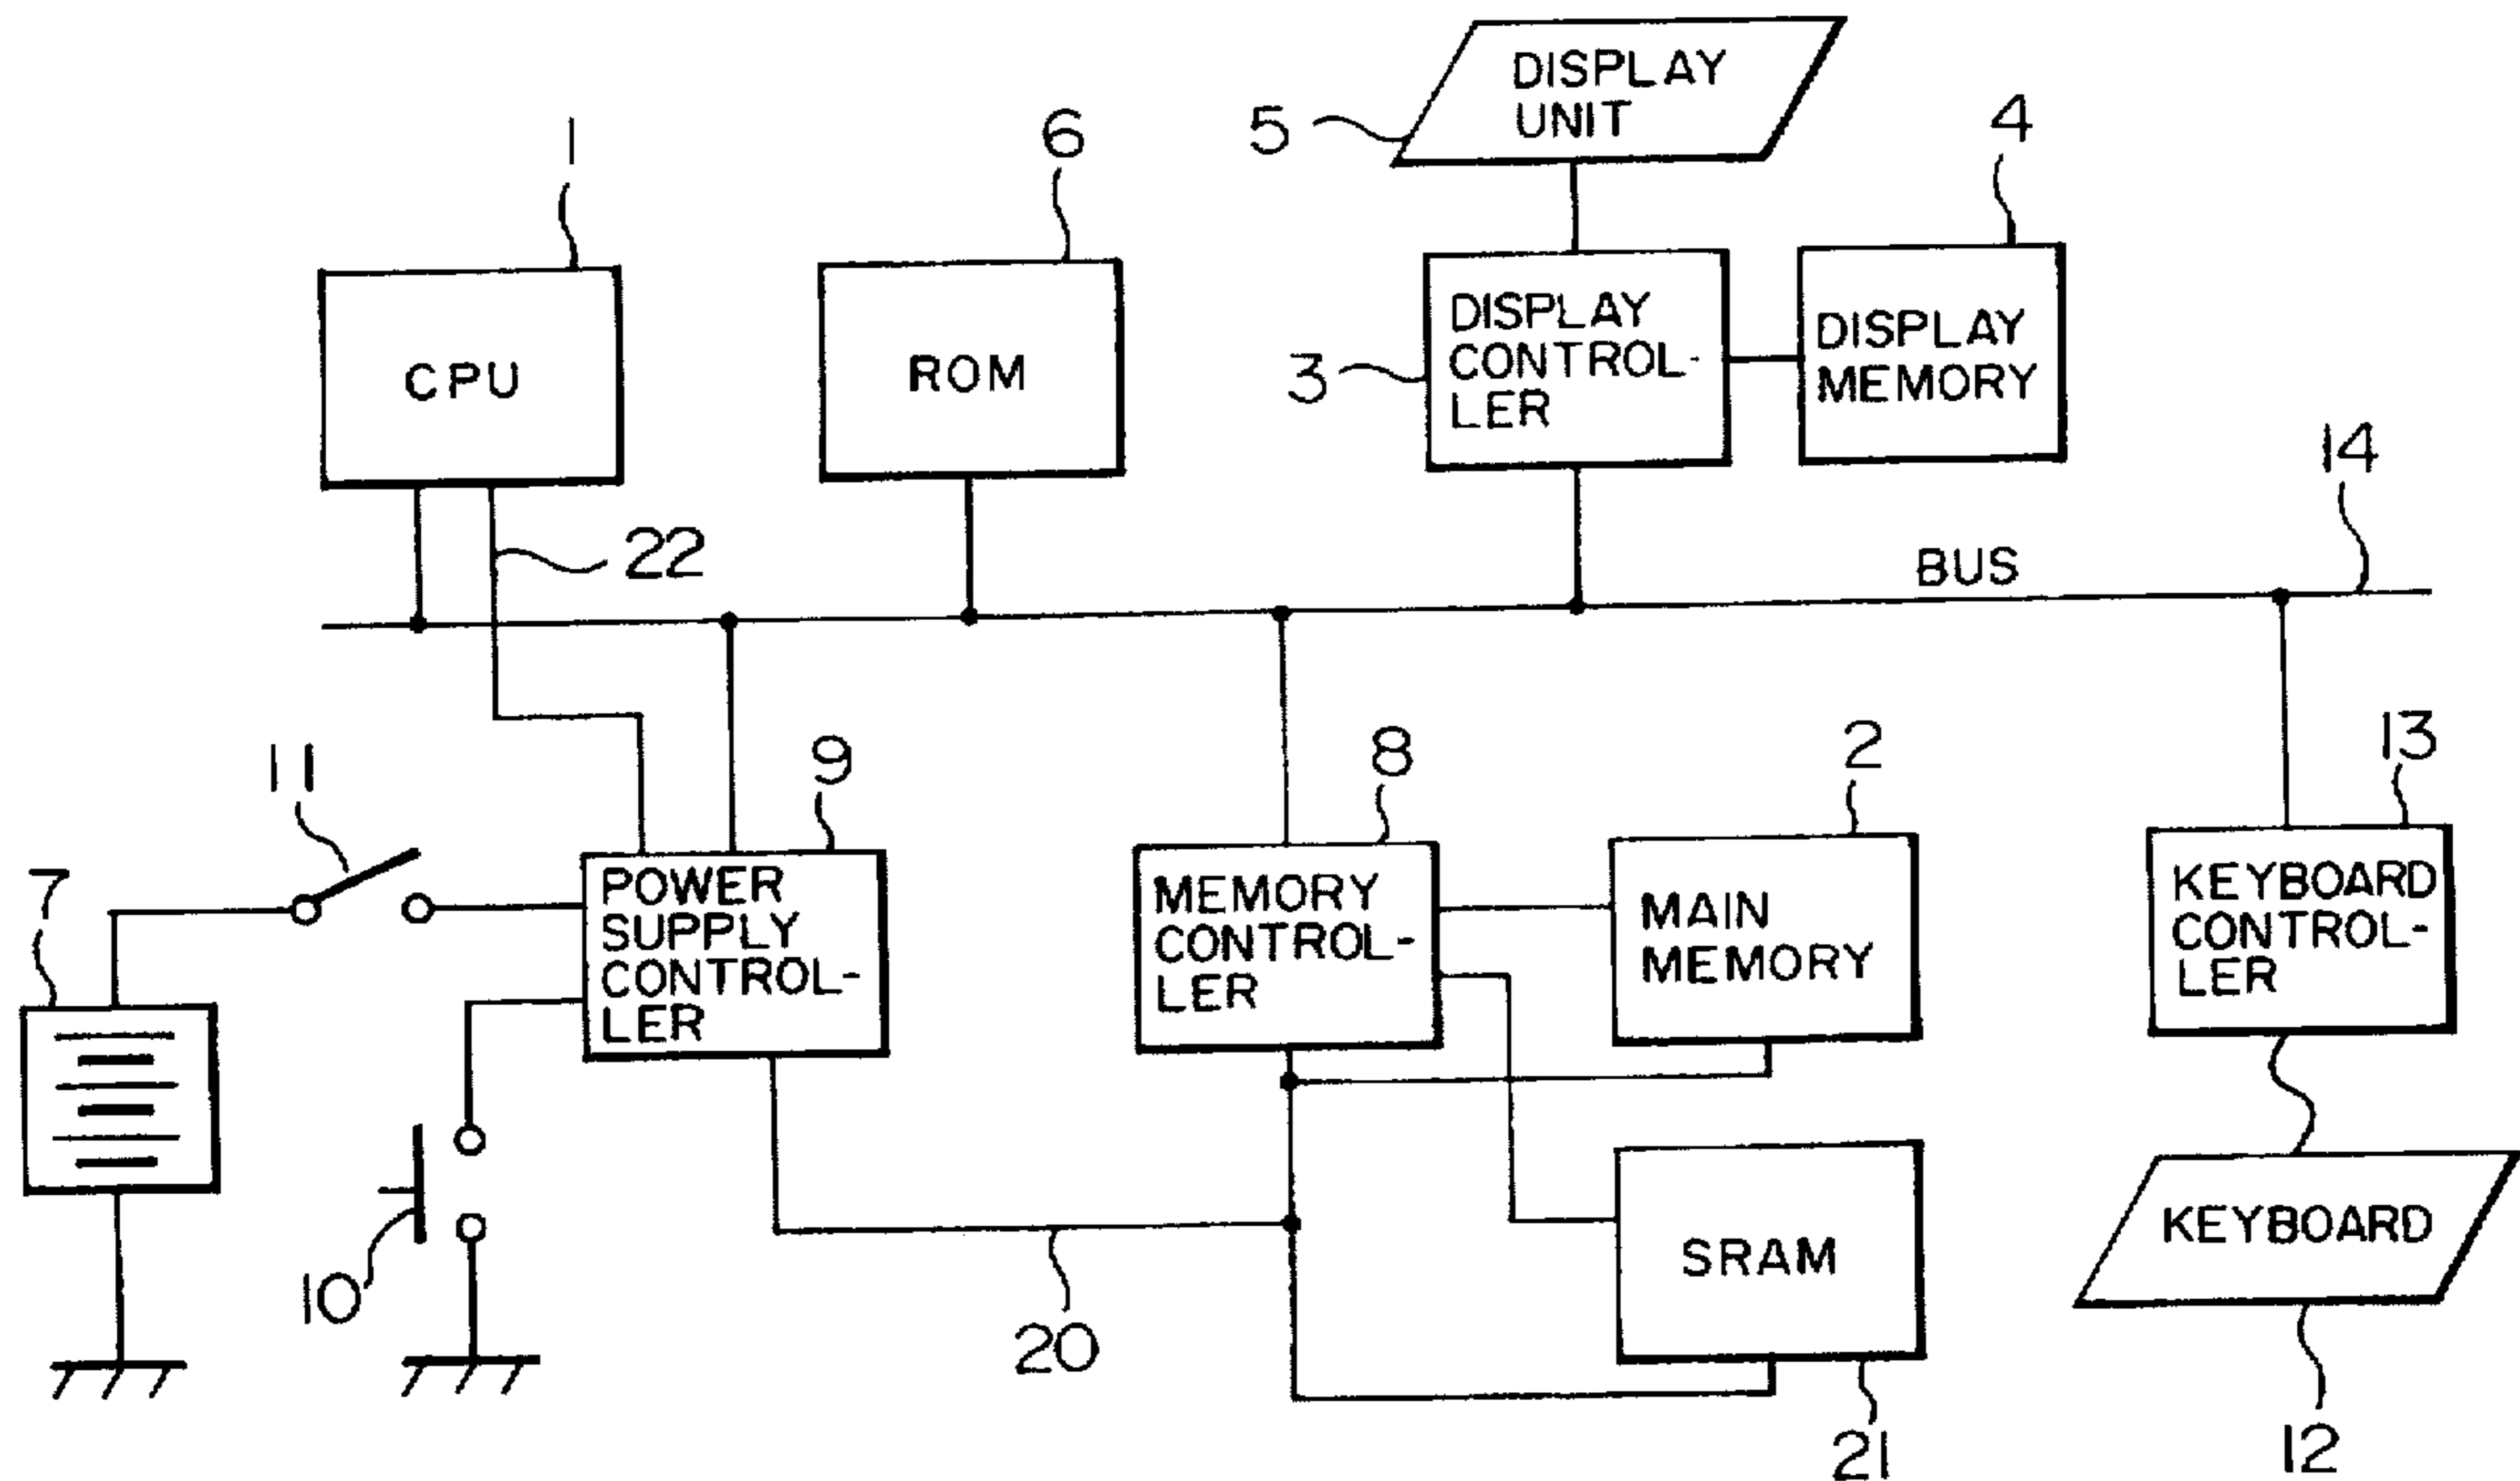 DISPLAY
UNIT
5
4
1
6
CPU
ROM
3
DISPLAY
CONTROL-
LER
DISPLAY
MEMORY
14
22
BUS
11
9
8
2
13
7
POWER
SUPPLY
CONTROL-
LER
MEMORY
CONTROL-
LER
MAIN
MEMORY
KEYBOARD
CONTROL-
LER
10
20
SRAM
KEYBOARD
21
12